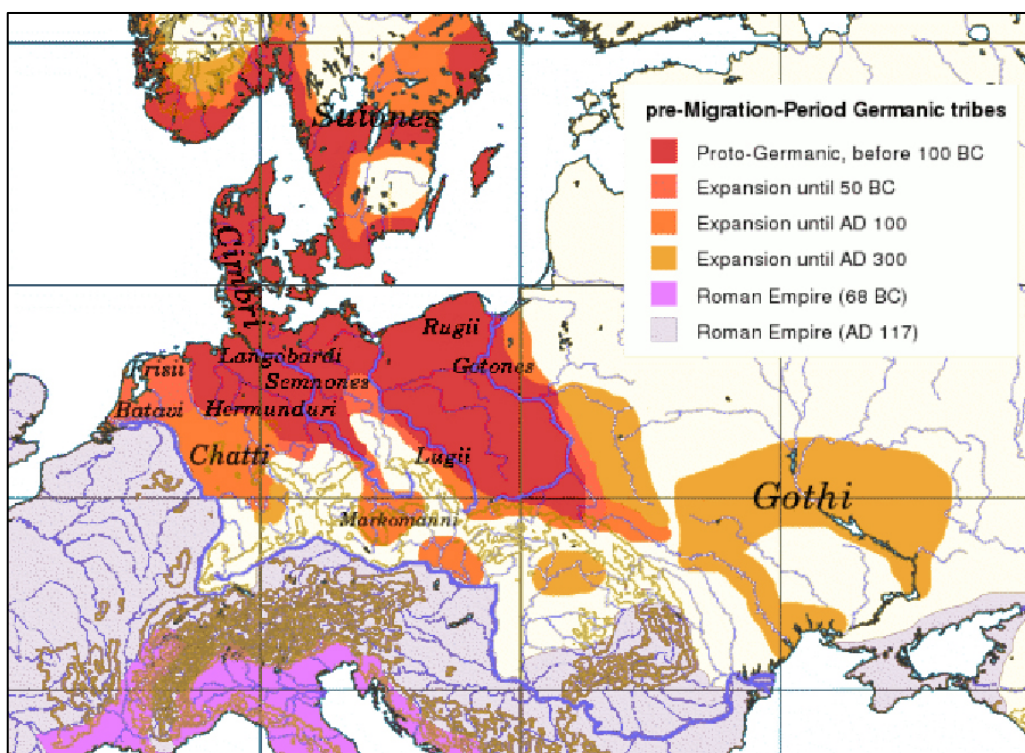 pre-Migration-Period Germanic tribes
Proto-Germanic, before 100 BC
Expansion until 50 BC
Expansion until AD 100
Expansion until AD 300
Roman Empire (68 BC)
Roman Empire (AD 117)
Suiones
Cimbri
Rugii
Langobardi
Gotones
Frisii
Semnones
Batavi
Hermunduri
Chatti
Lugii
Gothi
Markomanni